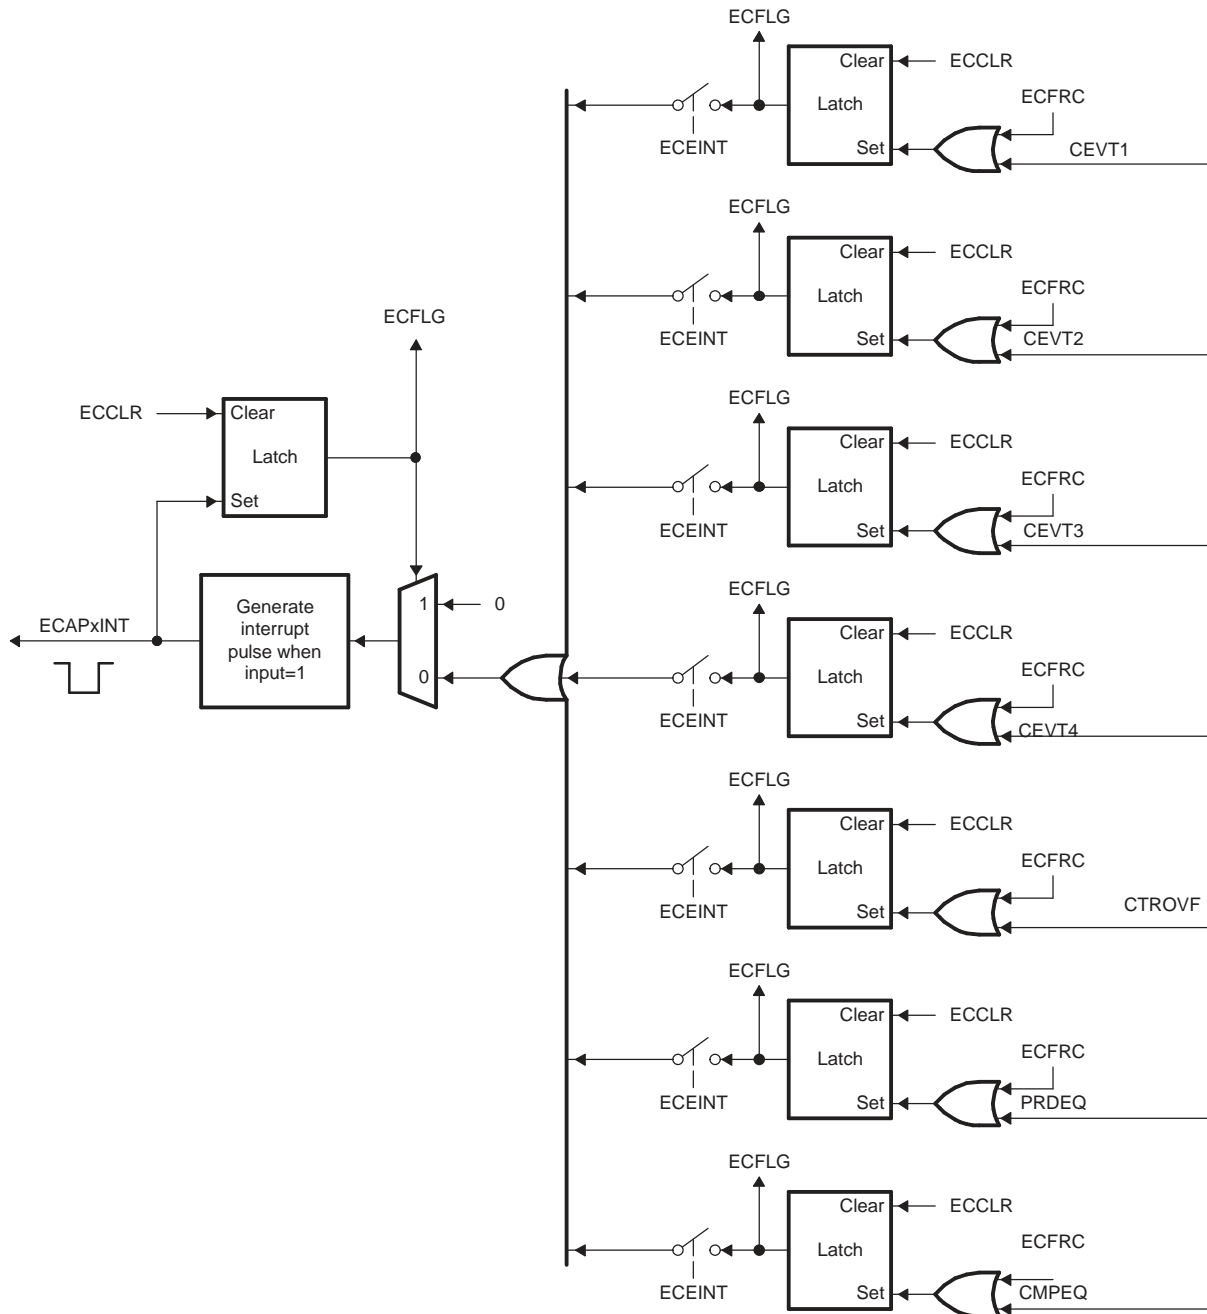 ECFLG
Clear
ECCLR
Latch
ECFRC
ECEINT
Set
CEVT1
ECFLG
Clear
ECCLR
Latch
ECFRC
ECEINT
Set
CEVT2
ECFLG
ECCLR
Clear
Latch
Set
ECFLG
Clear
ECCLR
Latch
ECFRC
ECEINT
Set
CEVT3
ECAPxINT
Generate
interrupt
pulse when
input=1
1
0
0
ECFLG
Clear
ECCLR
Latch
ECFRC
ECEINT
Set
CEVT4
ECFLG
Clear
ECCLR
Latch
ECFRC
ECEINT
Set
CTROVF
ECFLG
Clear
ECCLR
Latch
ECFRC
ECEINT
Set
PRDEQ
ECFLG
Clear
ECCLR
Latch
ECFRC
ECEINT
Set
CMPEQ